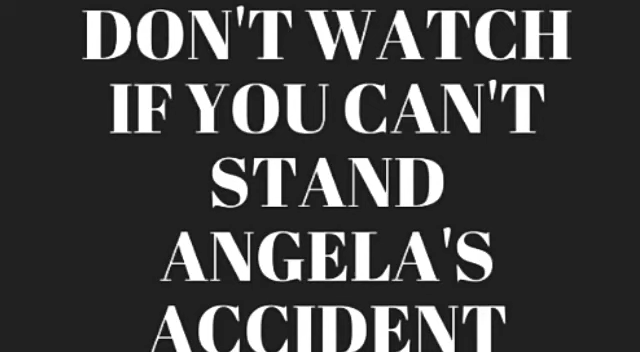 DON'T WATCH
IF YOU CAN'T
STAND
ANGELA'S
ACCIDENT